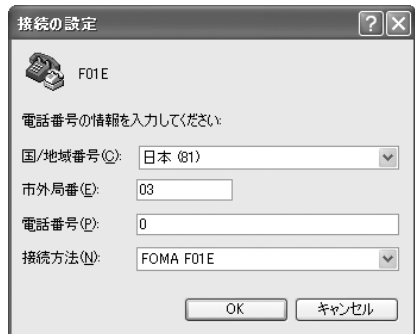 接続の設定
F01E
電話番号の情報を入力してください:
国/地域番号(C): 日本 (81)
市外局番(E): 03
電話番号(P): 0
接続方法(N): FOMA F01E
OK キャンセル